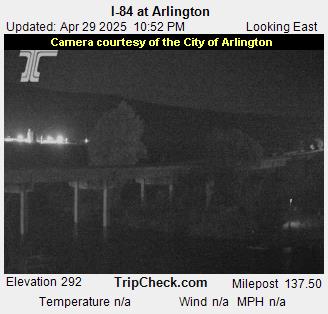 I-84 at Arlington
Updated: Apr 29 2025 10:52 PM Looking East
Camera courtesy of the City of Arlington
Elevation 292 TripCheck.com Milepost 137.50
Temperature n/a Wind n/a MPH n/a